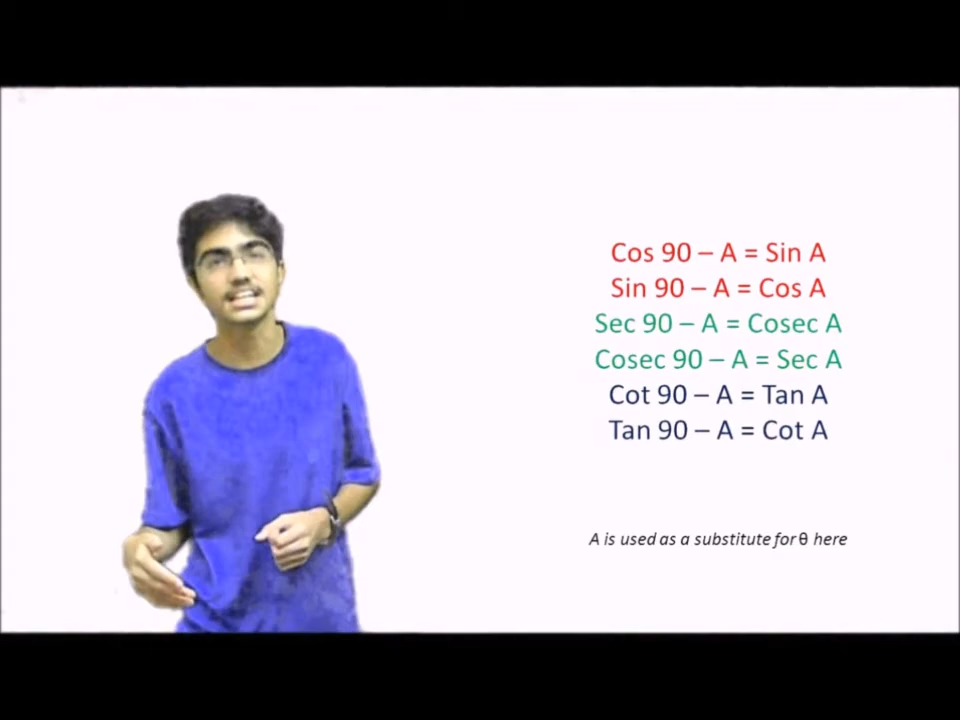 Cos 90 – A = Sin A
Sin 90 – A = Cos A
Sec 90 – A = Cosec A
Cosec 90 – A = Sec A
Cot 90 – A = Tan A
Tan 90 – A = Cot A
A is used as a substitute for θ here